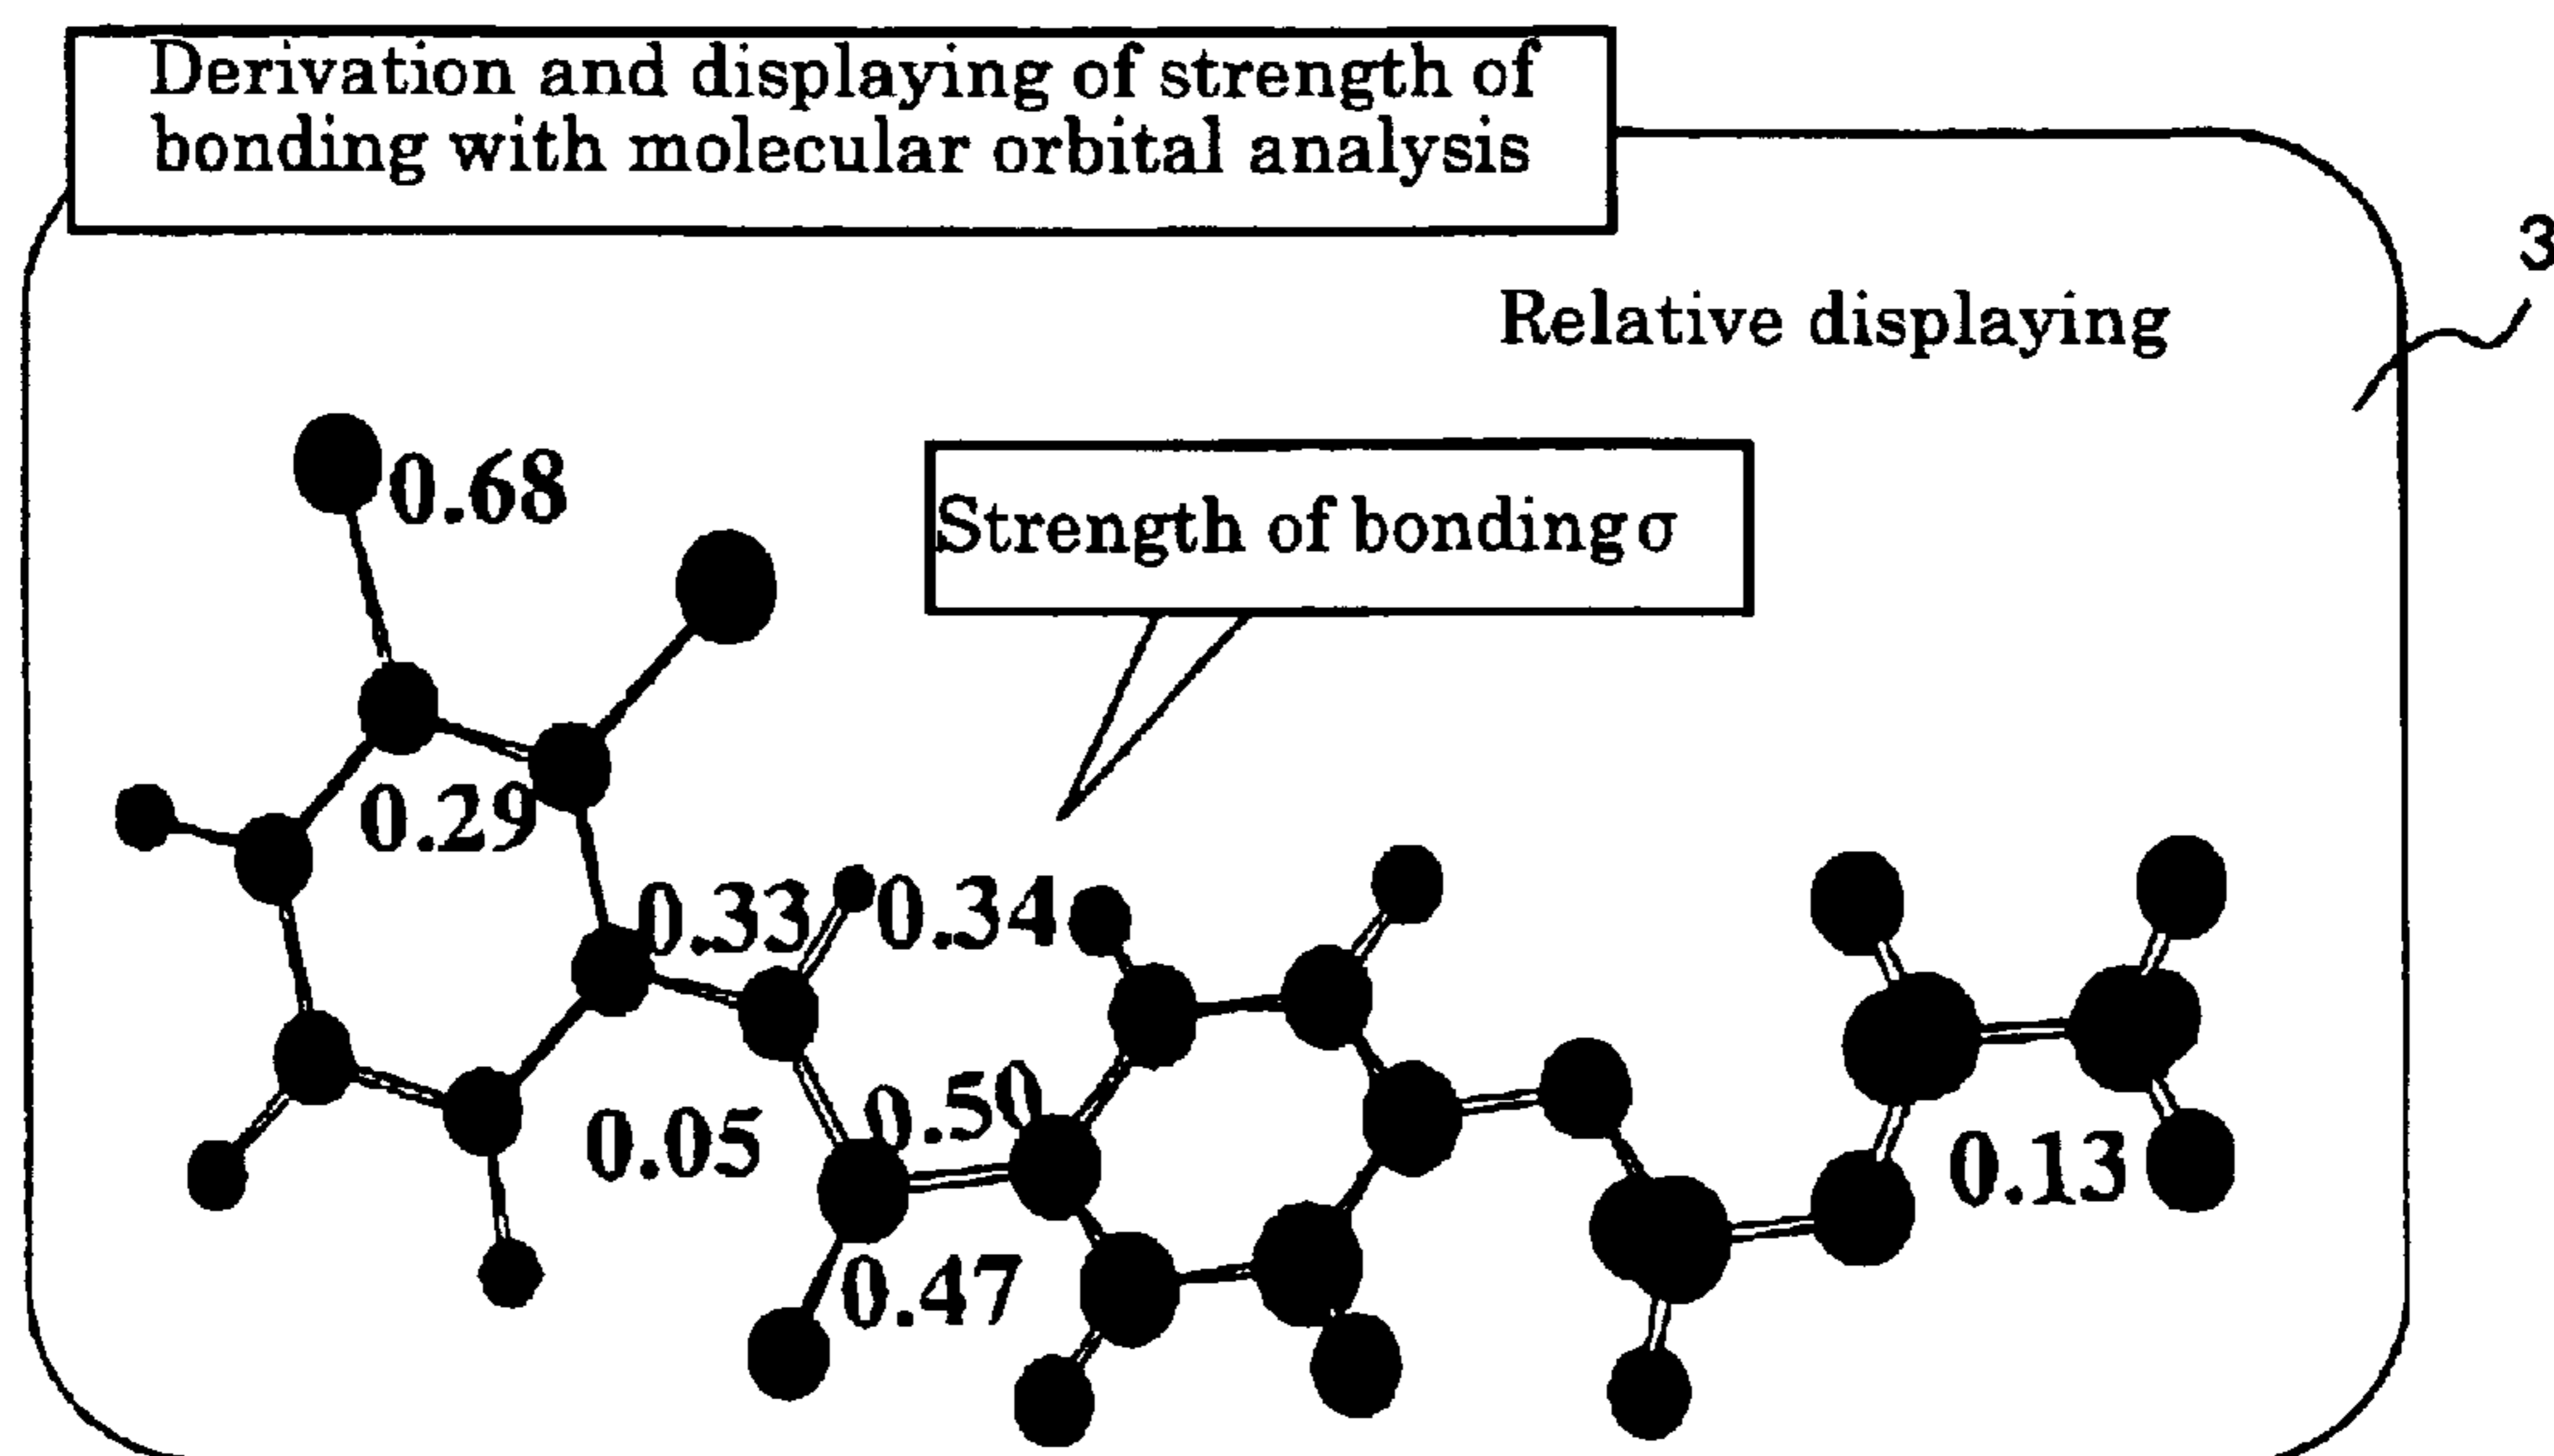 Derivation and displaying of strength of
bonding with molecular orbital analysis
3
Relative displaying
0.68
Strength of bonding σ
0.29
0.33
0.34
0.50
0.05
0.13
0.47